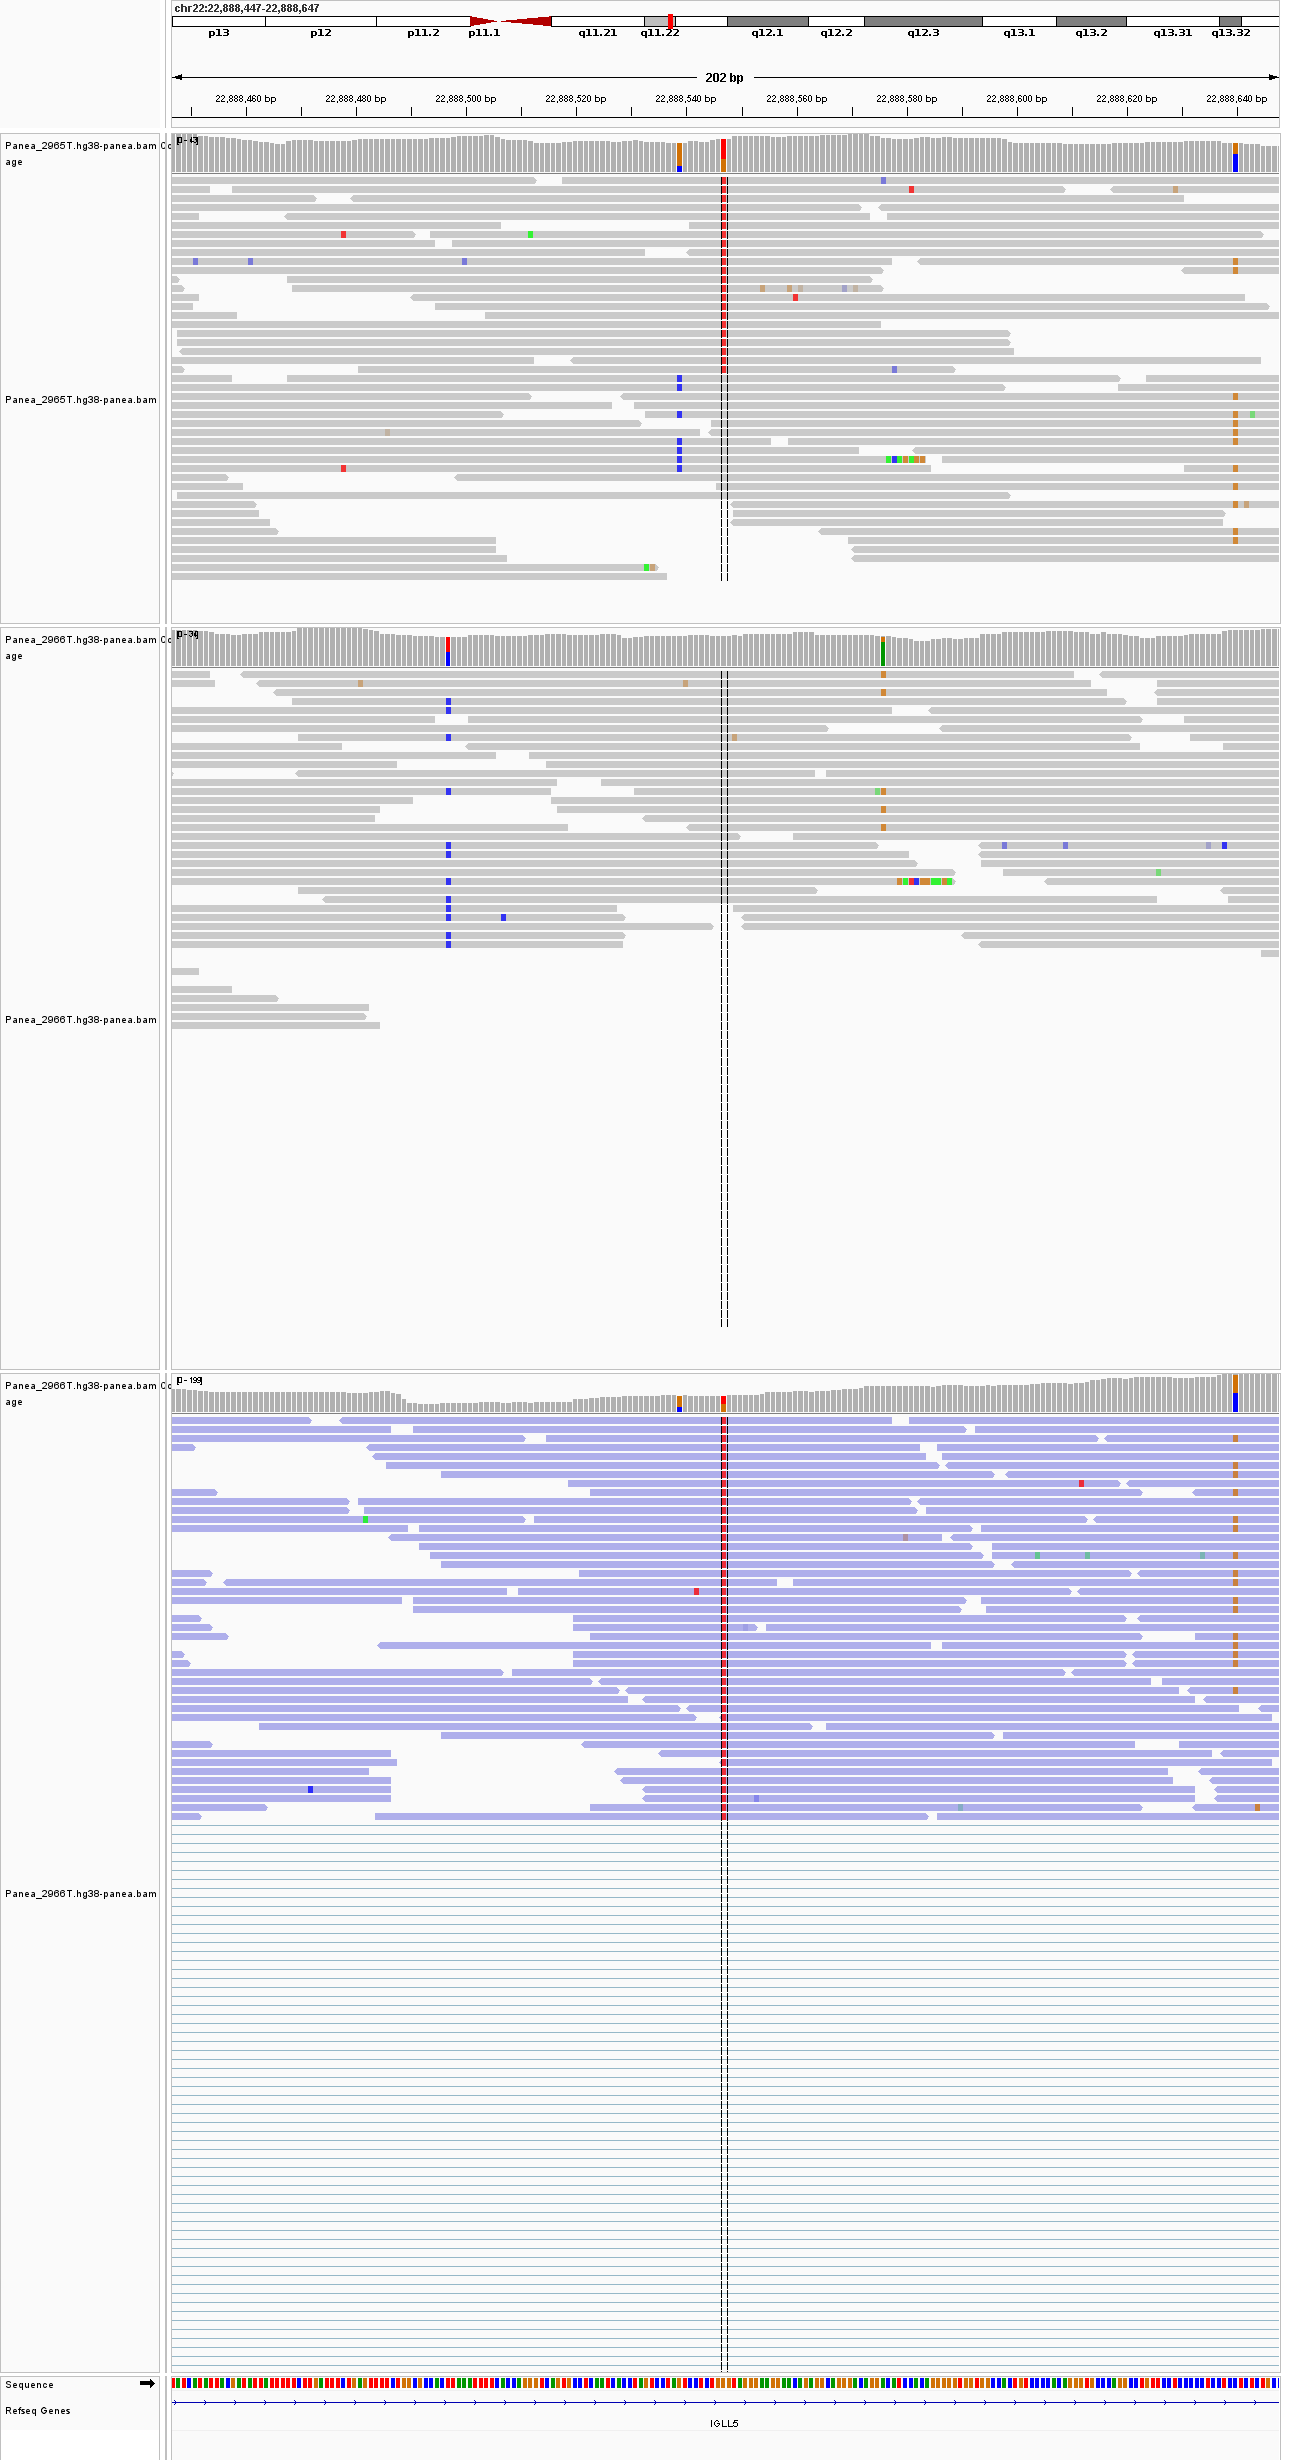 chr22:22,888,447-22,888,647
p13 p12 p11.2 p11.1 q11.21 q11.22 q12.1 q12.2 q12.3 q13.1 q13.2 q13.31 q13.32
202 bp
22,888,460 bp 22,888,480 bp 22,888,500 bp 22,888,520 bp 22,888,540 bp 22,888,560 bp 22,888,580 bp 22,888,600 bp 22,888,620 bp 22,888,640 bp
Panea_2965T.hg38-panea.bam Co
age
[0-43]
Panea_2965T.hg38-panea.bam
Panea_2966T.hg38-panea.bam Co
age
Panea_2966T.hg38-panea.bam
Panea_2966T.hg38-panea.bam Co
age
[0-199]
Panea_2966T.hg38-panea.bam
Sequence
Refseq Genes
IGLL5